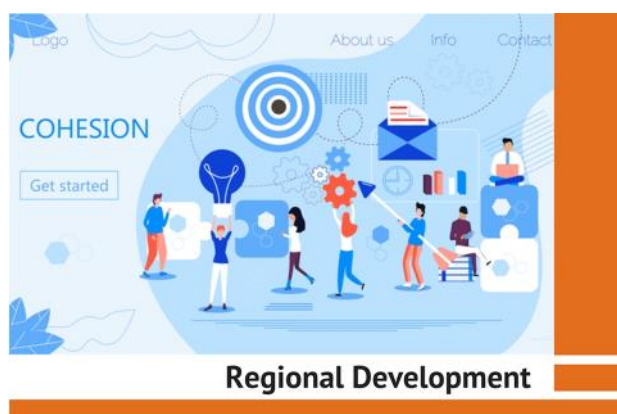 Logo About us Info Contact
COHESION
Get started
Regional Development